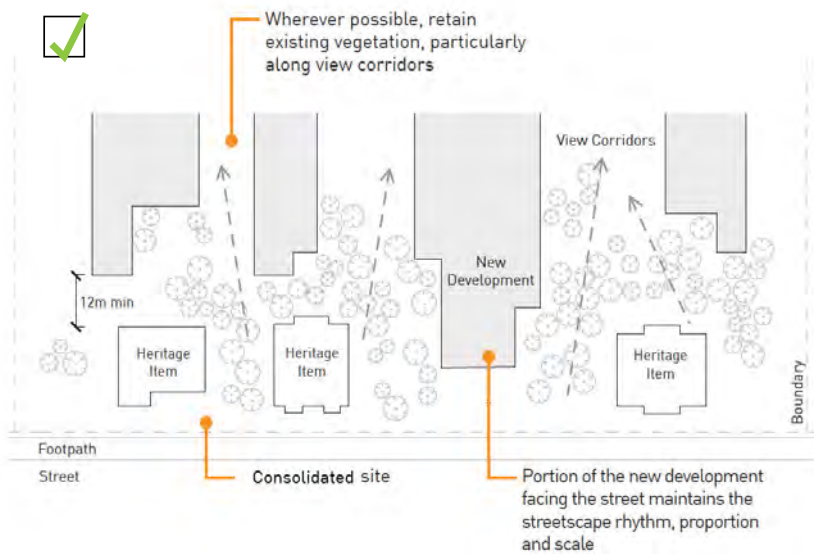 Wherever possible, retain
existing vegetation, particularly
along view corridors
View Corridors
New
Development
12m min
Heritage
Item
Heritage
Item
Heritage
Item
Boundary
Footpath
Street
Consolidated site
Portion of the new development
facing the street maintains the
streetscape rhythm, proportion
and scale